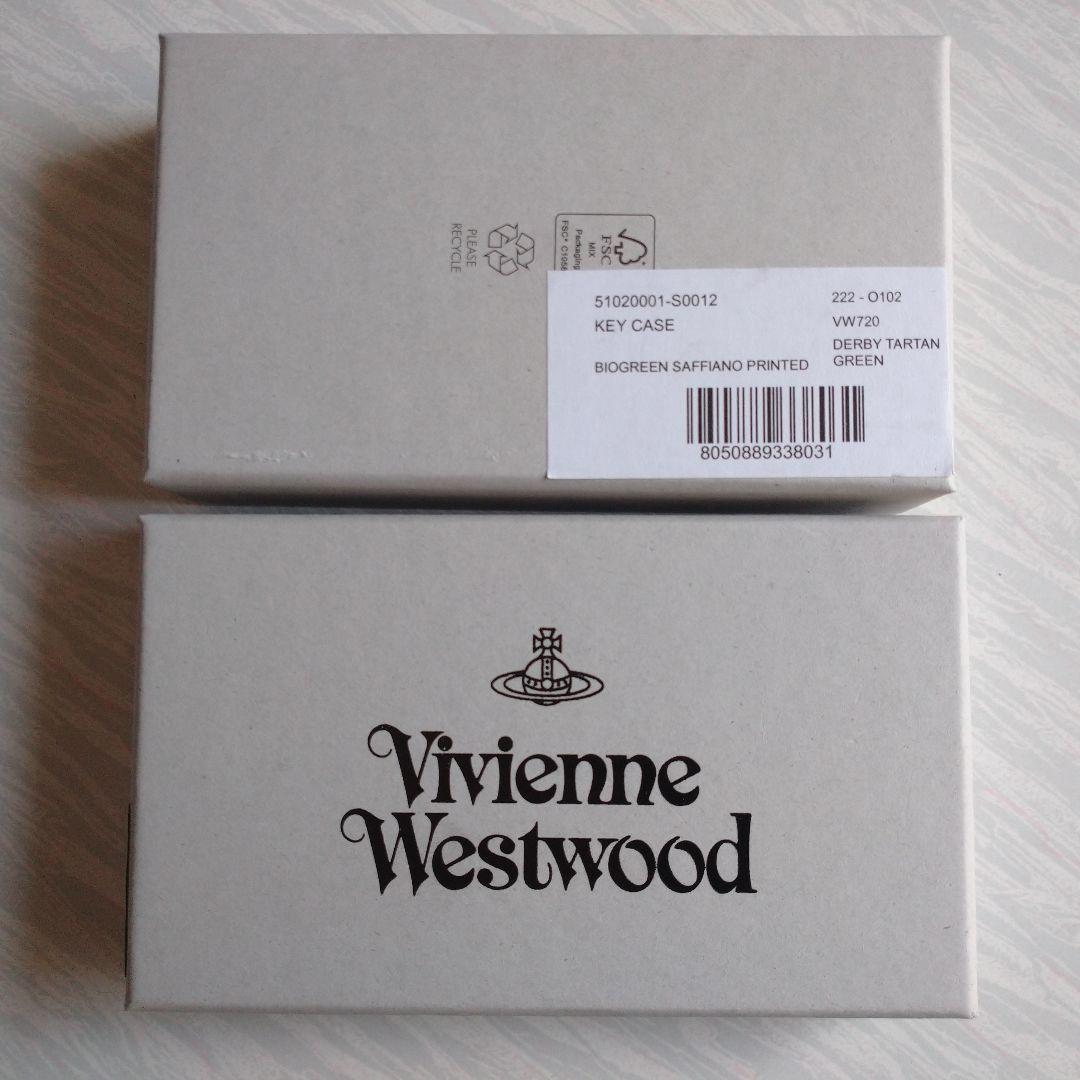 PLEASE
RECYCLE
FSC
MIX
Packaging
51020001-S0012
222 - O102
KEY CASE
VW720
BIOGREEN SAFFIANO PRINTED
DERBY TARTAN
GREEN
8050889338031
Vivienne
Westwood